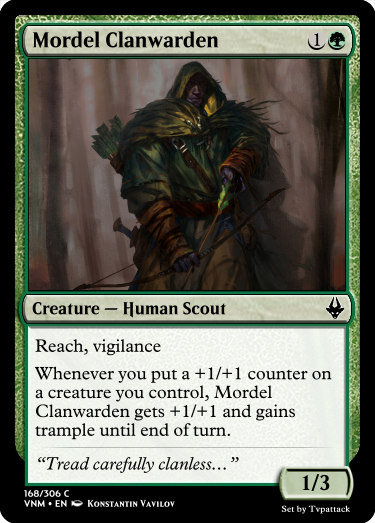 Mordel Clanwarden 1
Creature — Human Scout
Reach, vigilance
Whenever you put a +1/+1 counter on
a creature you control, Mordel
Clanwarden gets +1/+1 and gains
trample until end of turn.
“Tread carefully clanless…”
1/3
168/306 C
VNM • EN Konstantin Vavilov
Set by Tvpattack